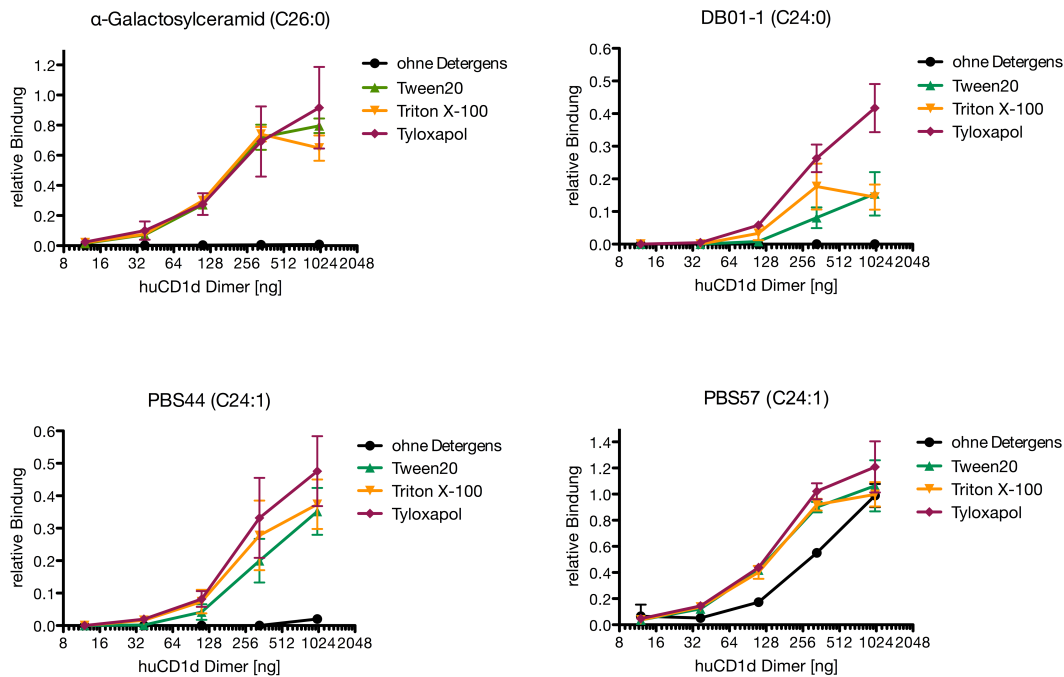 α-Galactosylceramid (C26:0)
relative Bindung
1.2
1.0
0.8
0.6
0.4
0.2
0.0
8 16 32 64 128 256 512 1024 2048
huCD1d Dimer [ng]
ohne Detergens
Tween20
Triton X-100
Tyloxapol
DB01-1 (C24:0)
relative Bindung
0.6
0.5
0.4
0.3
0.2
0.1
0.0
8 16 32 64 128 256 512 1024 2048
huCD1d Dimer [ng]
ohne Detergens
Tween20
Triton X-100
Tyloxapol
PBS44 (C24:1)
relative Bindung
0.6
0.5
0.4
0.3
0.2
0.1
0.0
8 16 32 64 128 256 512 1024 2048
huCD1d Dimer [ng]
ohne Detergens
Tween20
Triton X-100
Tyloxapol
PBS57 (C24:1)
relative Bindung
1.4
1.2
1.0
0.8
0.6
0.4
0.2
0.0
8 16 32 64 128 256 512 1024 2048
huCD1d Dimer [ng]
ohne Detergens
Tween20
Triton X-100
Tyloxapol